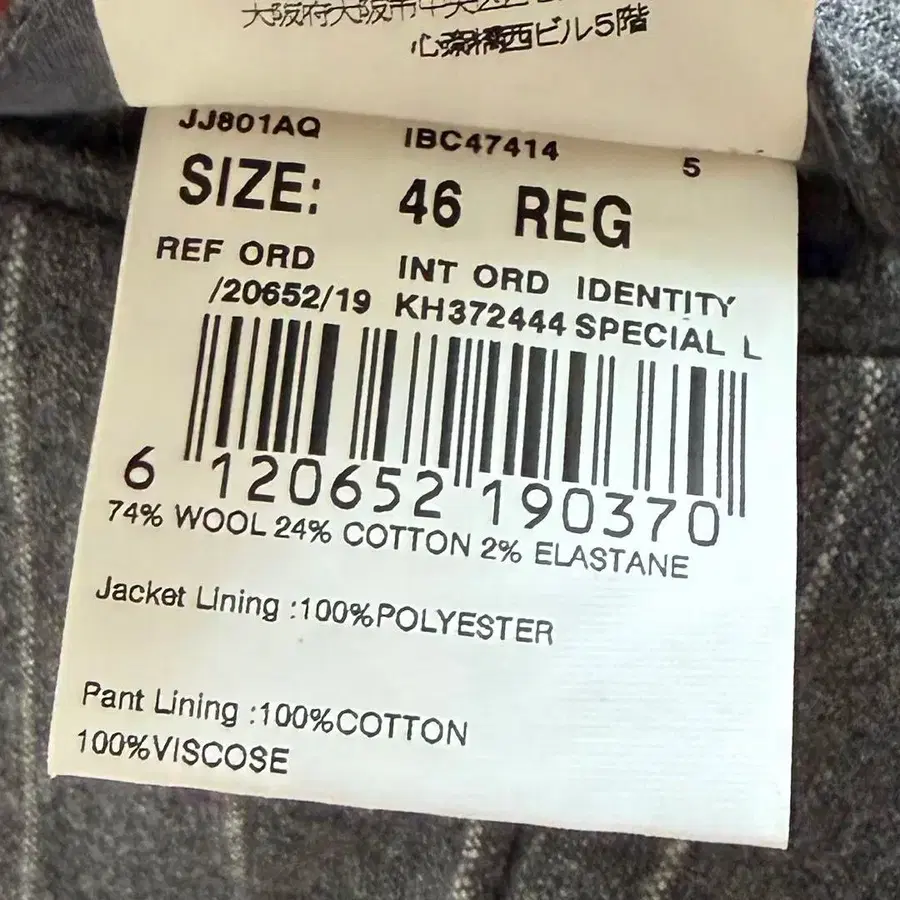 大阪府大阪市中央区
心斎橋西ビル5階
JJ801AQ IBC47414 5
SIZE: 46 REG
REF ORD INT ORD IDENTITY
/20652/19 KH372444 SPECIAL L
6 120652 190370
74% WOOL 24% COTTON 2% ELASTANE
Jacket Lining :100%POLYESTER
Pant Lining :100%COTTON
100%VISCOSE